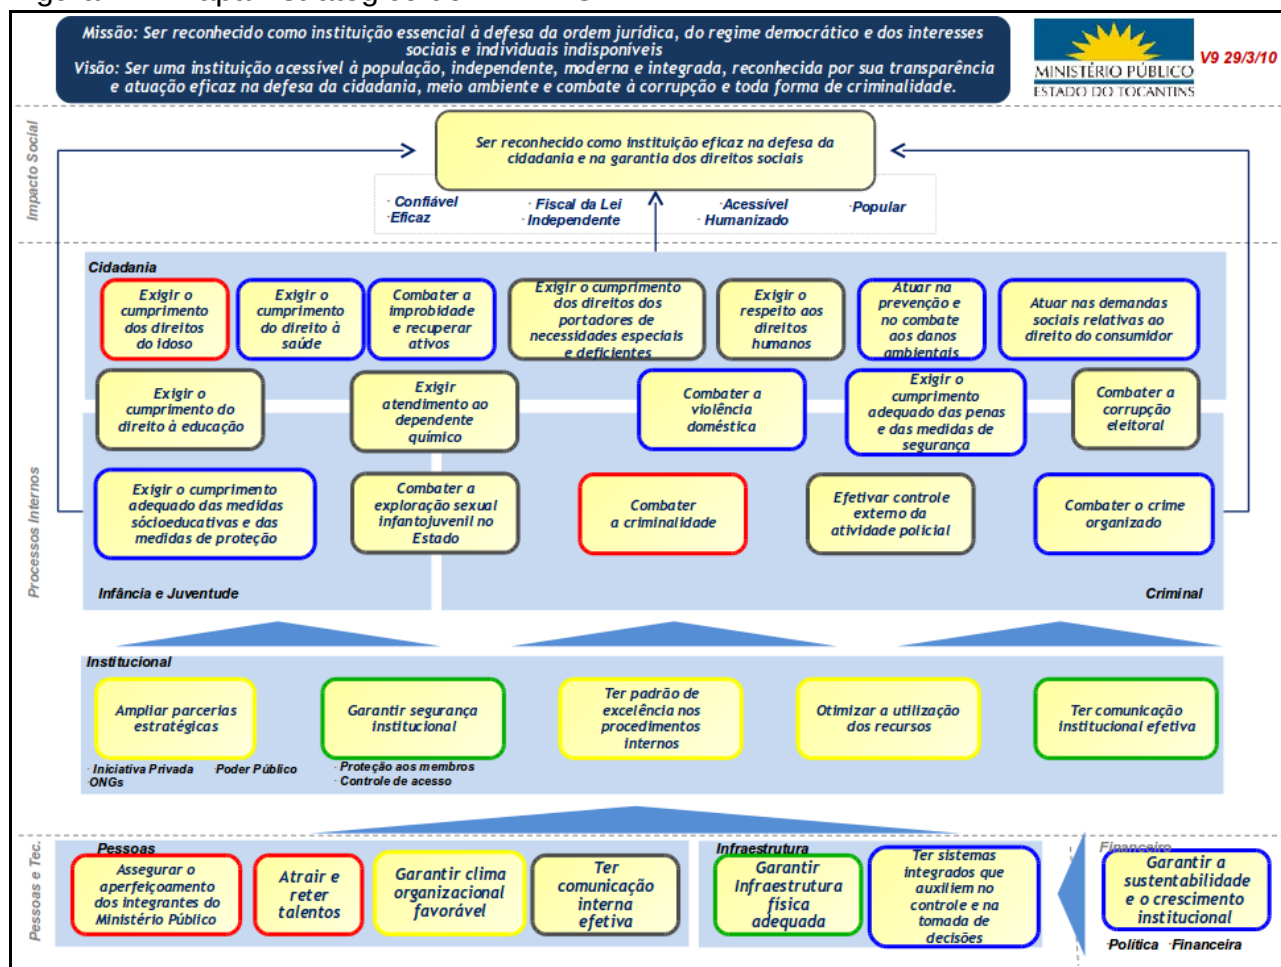 Missão: Ser reconhecido como instituição essencial à defesa da ordem jurídica, do regime democrático e dos interesses
sociais e individuais indisponíveis
Visão: Ser uma instituição acessível à população, independente, moderna e integrada, reconhecida por sua transparência
e atuação eficaz na defesa da cidadania, meio ambiente e combate à corrupção e toda forma de criminalidade.
MINISTÉRIO PÚBLICO
ESTADO DO TOCANTINS
V9 29/3/10
Impacto Social
Ser reconhecido como instituição eficaz na defesa da
cidadania e na garantia dos direitos sociais
· Confiável
·Eficaz
· Fiscal da Lei
· Independente
·Acessível
· Humanizado
·Popular
Processos Internos
Cidadania
Exigir o
cumprimento
dos direitos
do idoso
Exigir o
cumprimento
do direito à
saúde
Combater a
improbidade
e recuperar
ativos
Exigir o cumprimento
dos direitos dos
portadores de
necessidades especiais
e deficientes
Exigir o
respeito aos
direitos
humanos
Atuar na
prevenção e
no combate
aos danos
ambientais
Atuar nas demandas
sociais relativas ao
direito do consumidor
Exigir o
cumprimento do
direito à educação
Exigir
atendimento ao
dependente
químico
Combater a
violência
doméstica
Exigir o
cumprimento
adequado das penas
e das medidas de
segurança
Combater a
corrupção
eleitoral
Exigir o cumprimento
adequado das medidas
sócioeducativas e das
medidas de proteção
Combater a
exploração sexual
infantojuvenil no
Estado
Combater
a criminalidade
Efetivar controle
externo da
atividade policial
Combater o crime
organizado
Infância e Juventude
Criminal
Institucional
Ampliar parcerias
estratégicas
Garantir segurança
institucional
Ter padrão de
excelência nos
procedimentos
internos
Otimizar a utilização
dos recursos
Ter comunicação
institucional efetiva
· Iniciativa Privada
·Poder Público
·ONGs
· Proteção aos membros
· Controle de acesso
Pessoas e Tec.
Pessoas
Assegurar o
aperfeiçoamento
dos integrantes do
Ministério Público
Atrair e
reter
talentos
Garantir clima
organizacional
favorável
Ter
comunicação
interna
efetiva
Infraestrutura
Garantir
Infraestrutura
física
adequada
Ter sistemas
integrados que
auxiliem no
controle e na
tomada de
decisões
Financeiro
Garantir a
sustentabilidade
e o crescimento
institucional
·Política
·Financeira